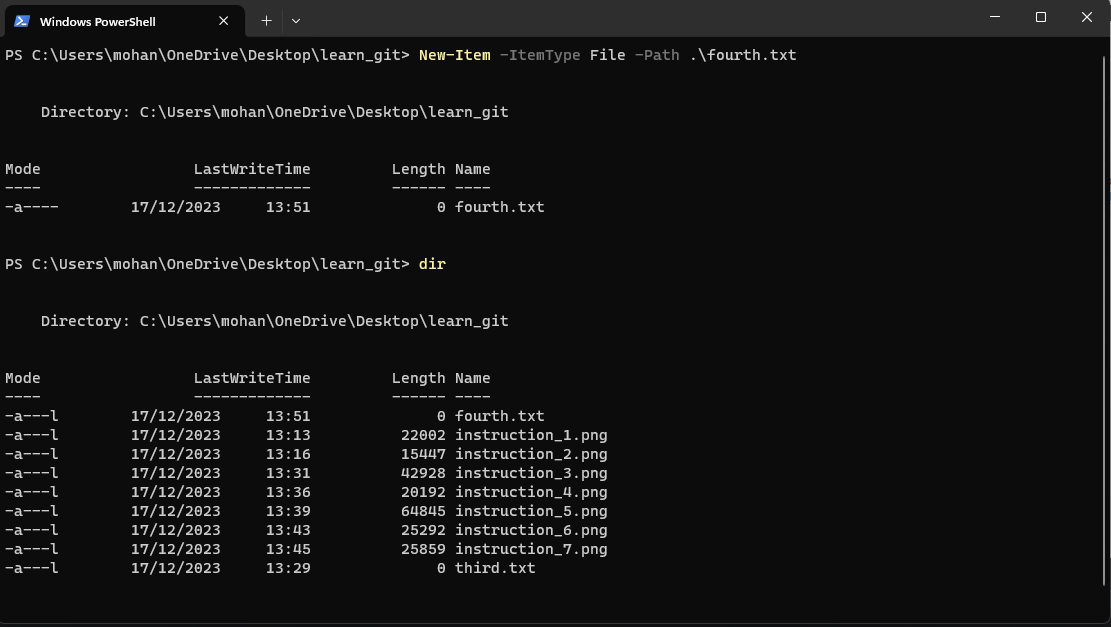 Windows PowerShell
PS C:\Users\mohan\OneDrive\Desktop\learn_git> New-Item -ItemType File -Path .\fourth.txt
Directory: C:\Users\mohan\OneDrive\Desktop\learn_git
Mode LastWriteTime Length Name
---- ------------- ------ ----
-a---- 17/12/2023 13:51 0 fourth.txt
PS C:\Users\mohan\OneDrive\Desktop\learn_git> dir
Directory: C:\Users\mohan\OneDrive\Desktop\learn_git
Mode LastWriteTime Length Name
---- ------------- ------ ----
-a---l 17/12/2023 13:51 0 fourth.txt
-a---l 17/12/2023 13:13 22002 instruction_1.png
-a---l 17/12/2023 13:16 15447 instruction_2.png
-a---l 17/12/2023 13:31 42928 instruction_3.png
-a---l 17/12/2023 13:36 20192 instruction_4.png
-a---l 17/12/2023 13:39 64845 instruction_5.png
-a---l 17/12/2023 13:43 25292 instruction_6.png
-a---l 17/12/2023 13:45 25859 instruction_7.png
-a---l 17/12/2023 13:29 0 third.txt